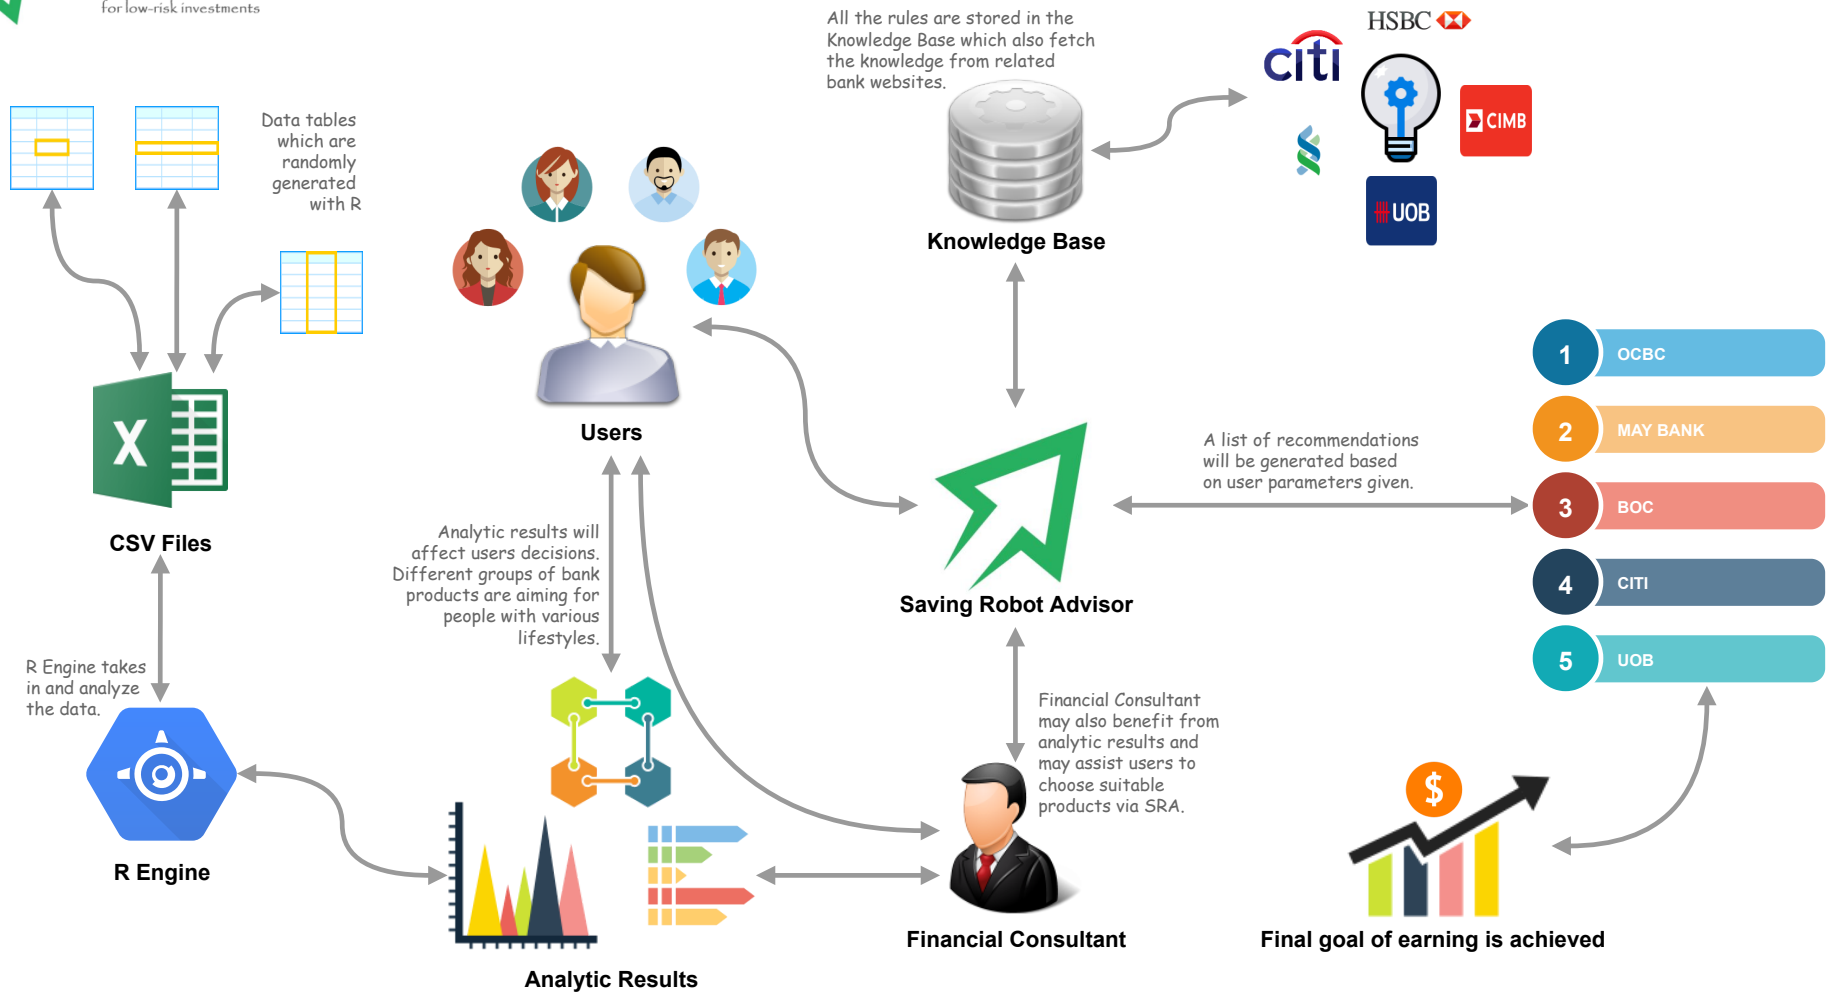 for low-risk investments
All the rules are stored in the
Knowledge Base which also fetch
the knowledge from related
bank websites.
HSBC
citi
CIMB
UOB
Data tables
which are
randomly
generated
with R
Knowledge Base
Users
X
CSV Files
A list of recommendations
will be generated based
on user parameters given.
1 OCBC
2 MAY BANK
3 BOC
4 CITI
5 UOB
Analytic results will
affect users decisions.
Different groups of bank
products are aiming for
people with various
lifestyles.
Saving Robot Advisor
R Engine takes
in and analyze
the data.
Financial Consultant
may also benefit from
analytic results and
may assist users to
choose suitable
products via SRA.
$
R Engine
Financial Consultant
Final goal of earning is achieved
Analytic Results